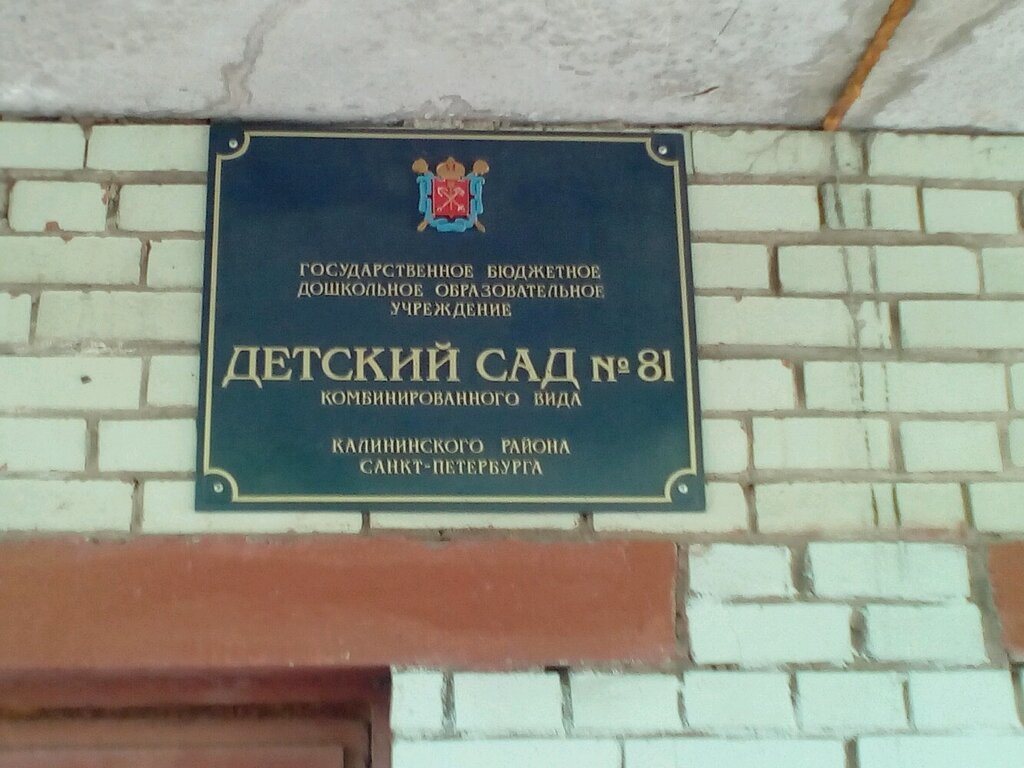 ГОСУДАРСТВЕННОЕ БЮДЖЕТНОЕ
ДОШКОЛЬНОЕ ОБРАЗОВАТЕЛЬНОЕ
УЧРЕЖДЕНИЕ
ДЕТСКИЙ САД № 81
КОМБИНИРОВАННОГО ВИДА
КАЛИНИНСКОГО РАЙОНА
САНКТ-ПЕТЕРБУРГА